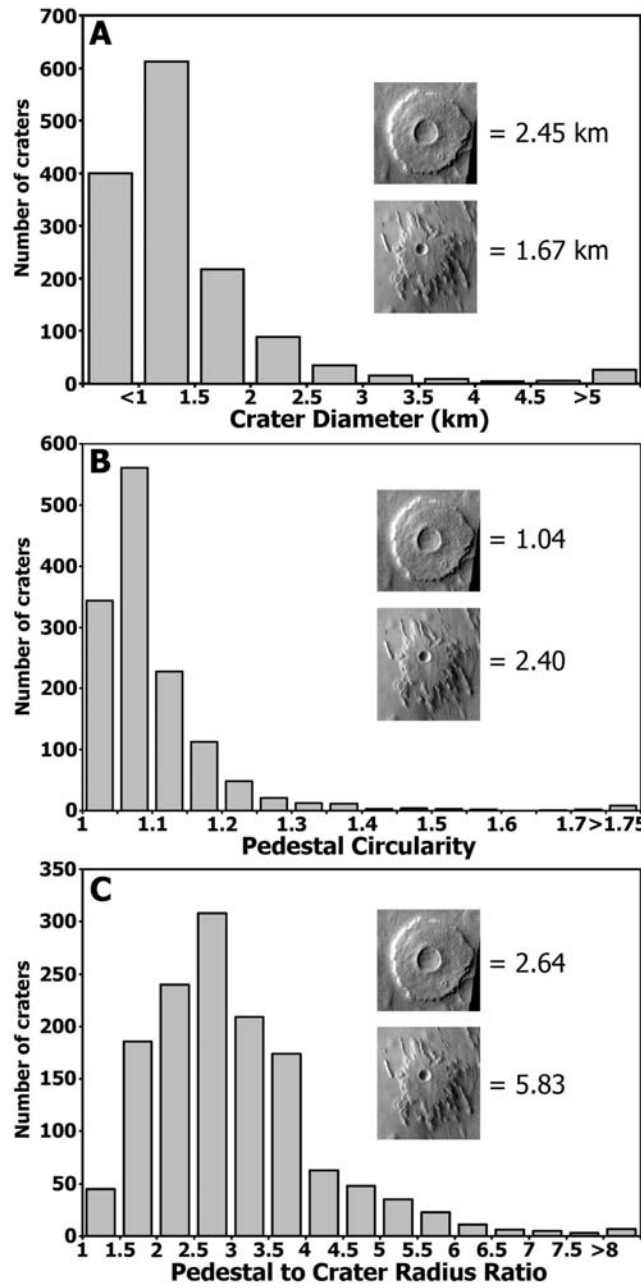 A
700
600
500
400
300
200
100
0
Number of craters
= 2.45 km
= 1.67 km
<1 1.5 2 2.5 3 3.5 4 4.5 >5
Crater Diameter (km)
B
600
500
400
300
200
100
0
Number of craters
= 1.04
= 2.40
1 1.1 1.2 1.3 1.4 1.5 1.6 1.7 >1.75
Pedestal Circularity
C
350
300
250
200
150
100
50
0
Number of craters
= 2.64
= 5.83
1 1.5 2 2.5 3 3.5 4 4.5 5 5.5 6 6.5 7 7.5 >8
Pedestal to Crater Radius Ratio